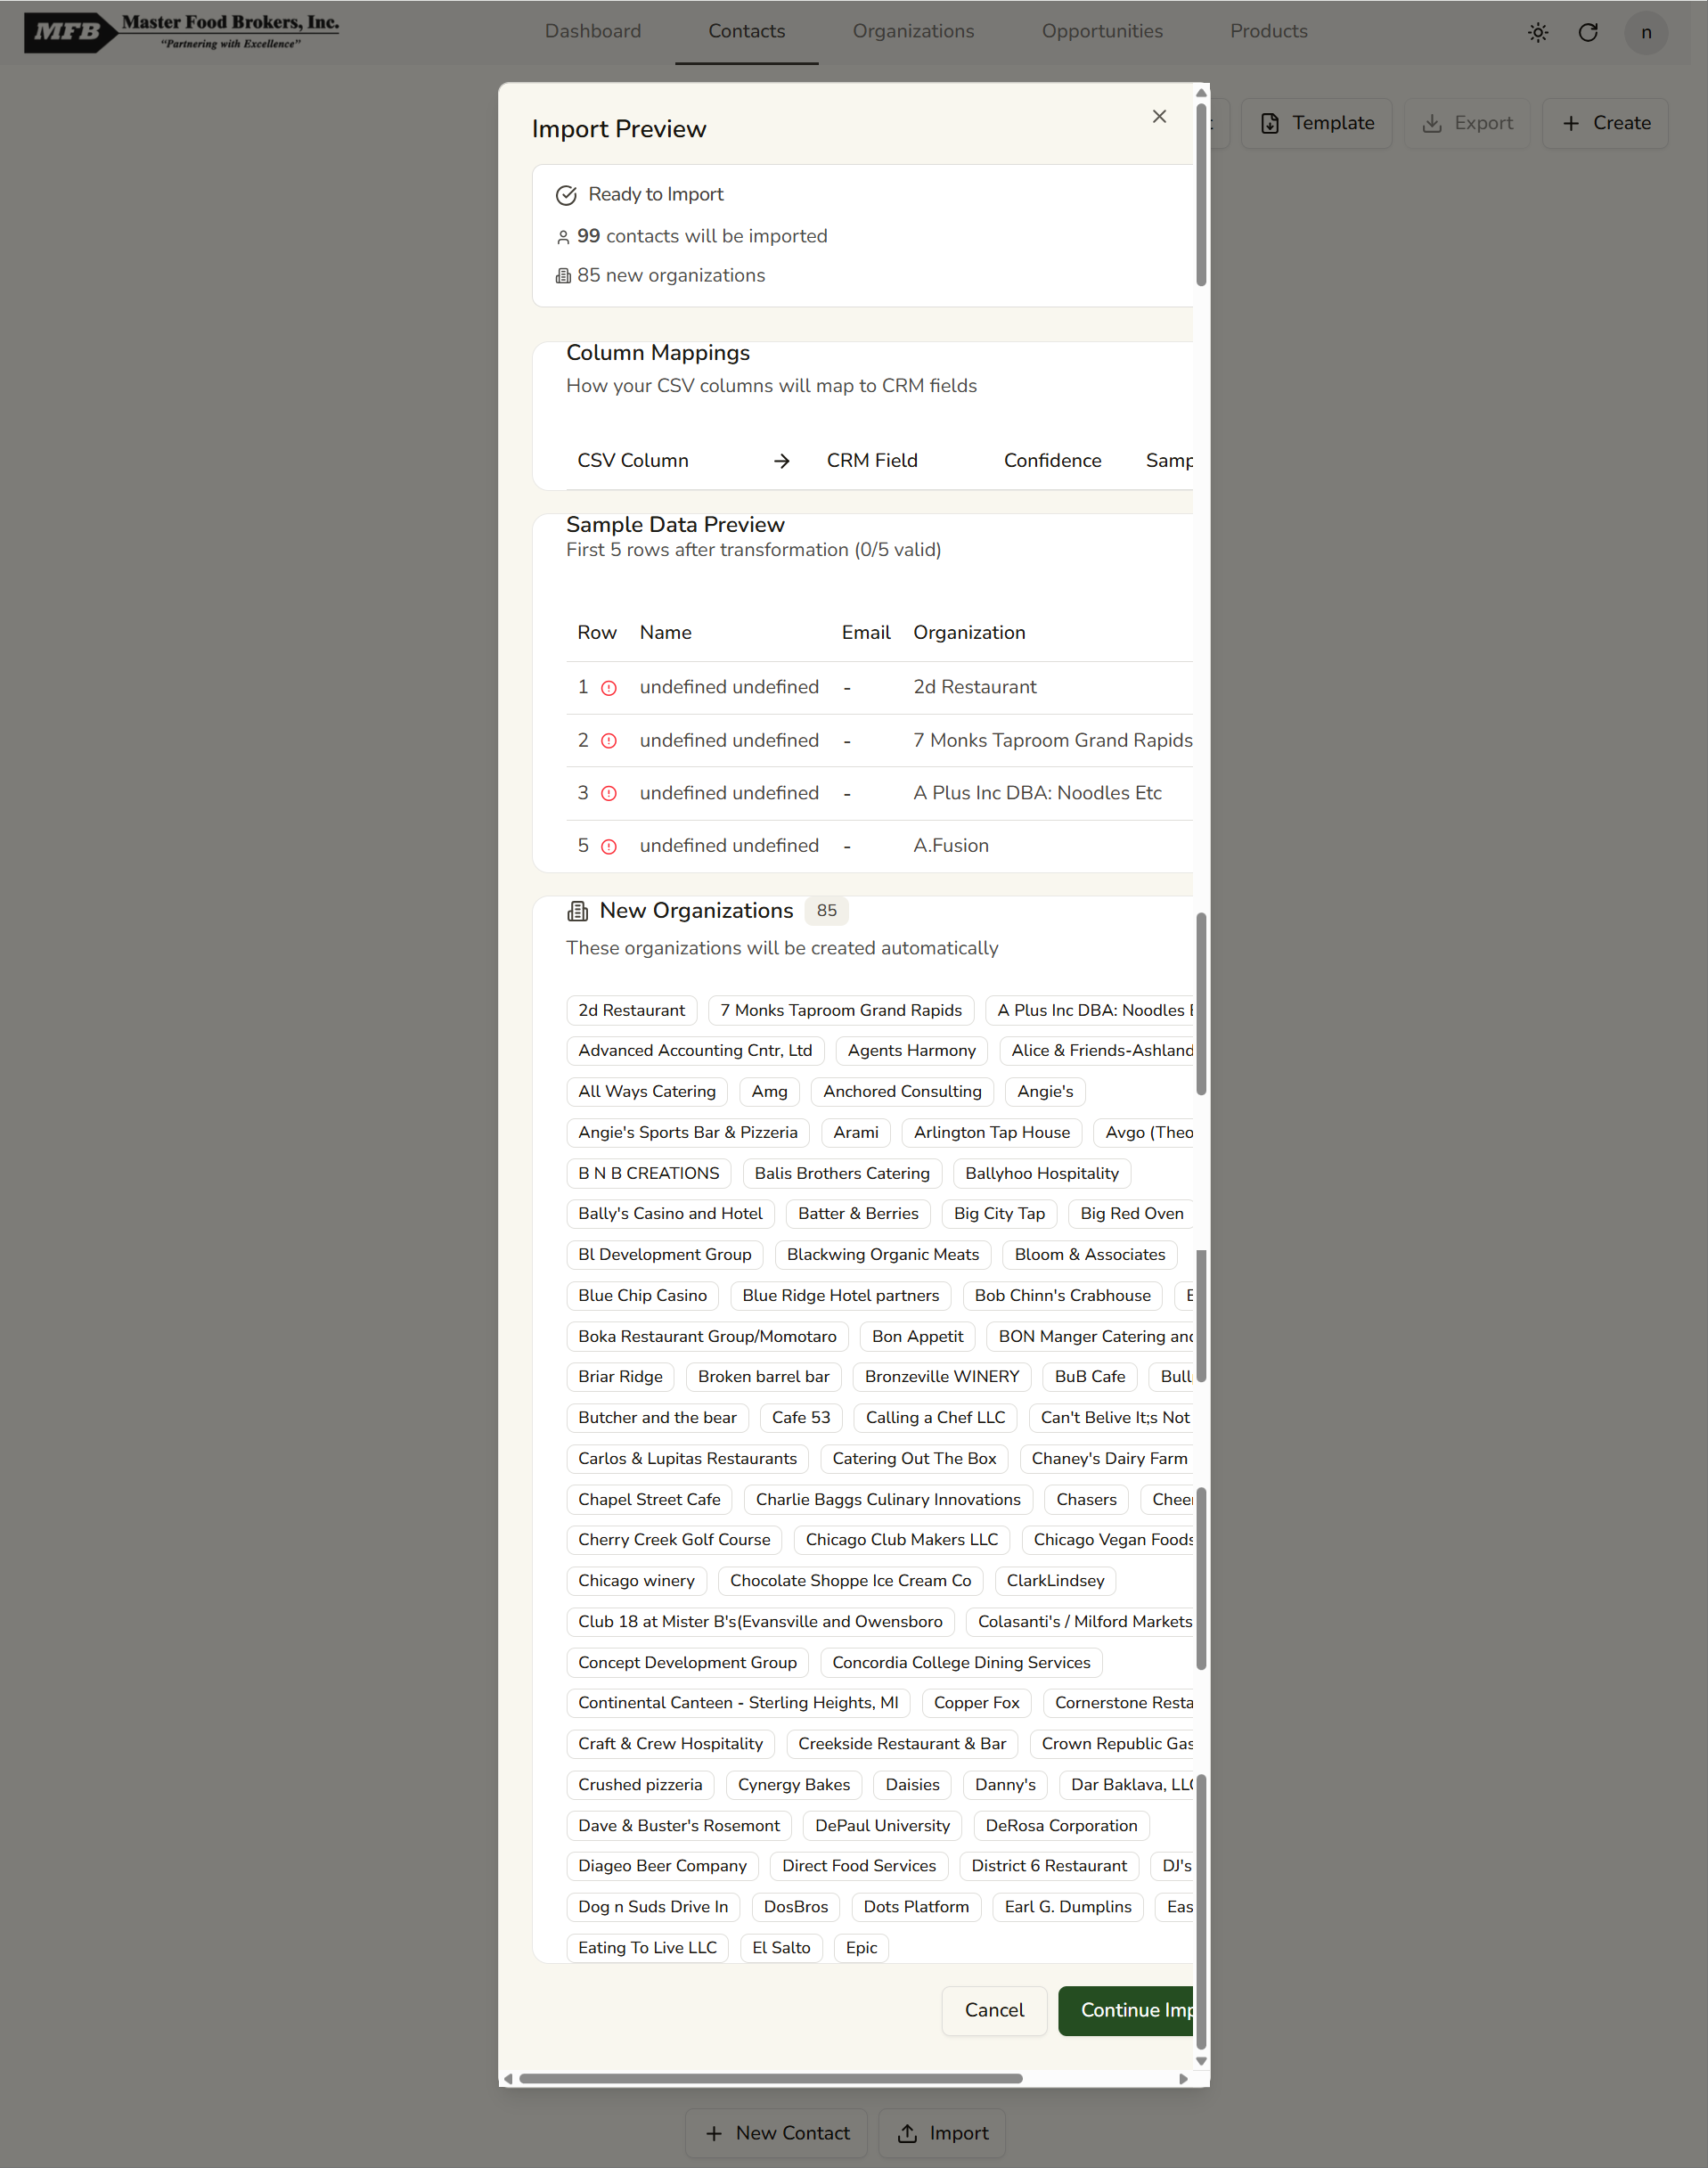 MFB Master Food Brokers, Inc.
"Partnering with Excellence"
Dashboard Contacts Organizations Opportunities Products n
Template Export Create
Import Preview
Ready to Import
99 contacts will be imported
85 new organizations
Column Mappings
How your CSV columns will map to CRM fields
CSV Column → CRM Field Confidence Samp
Sample Data Preview
First 5 rows after transformation (0/5 valid)
Row Name Email Organization
1 undefined undefined - 2d Restaurant
2 undefined undefined - 7 Monks Taproom Grand Rapids
3 undefined undefined - A Plus Inc DBA: Noodles Etc
5 undefined undefined - A.Fusion
New Organizations 85
These organizations will be created automatically
2d Restaurant 7 Monks Taproom Grand Rapids A Plus Inc DBA: Noodles
Advanced Accounting Cntr, Ltd Agents Harmony Alice & Friends-Ashland
All Ways Catering Amg Anchored Consulting Angie's
Angie's Sports Bar & Pizzeria Arami Arlington Tap House Avgo (Theo
B N B CREATIONS Balis Brothers Catering Ballyhoo Hospitality
Bally's Casino and Hotel Batter & Berries Big City Tap Big Red Oven
Bl Development Group Blackwing Organic Meats Bloom & Associates
Blue Chip Casino Blue Ridge Hotel partners Bob Chinn's Crabhouse
Boka Restaurant Group/Momotaro Bon Appetit BON Manger Catering and
Briar Ridge Broken barrel bar Bronzeville WINERY BuB Cafe Bull
Butcher and the bear Cafe 53 Calling a Chef LLC Can't Belive It;s Not
Carlos & Lupitas Restaurants Catering Out The Box Chaney's Dairy Farm
Chapel Street Cafe Charlie Baggs Culinary Innovations Chasers Cheer
Cherry Creek Golf Course Chicago Club Makers LLC Chicago Vegan Foods
Chicago winery Chocolate Shoppe Ice Cream Co ClarkLindsey
Club 18 at Mister B's(Evansville and Owensboro Colasanti's / Milford Markets
Concept Development Group Concordia College Dining Services
Continental Canteen - Sterling Heights, MI Copper Fox Cornerstone Resta
Craft & Crew Hospitality Creekside Restaurant & Bar Crown Republic Gas
Crushed pizzeria Cynergy Bakes Daisies Danny's Dar Baklava, LLC
Dave & Buster's Rosemont DePaul University DeRosa Corporation
Diageo Beer Company Direct Food Services District 6 Restaurant DJ's
Dog n Suds Drive In DosBros Dots Platform Earl G. Dumplins Eas
Eating To Live LLC El Salto Epic
Cancel Continue Imp
New Contact Import